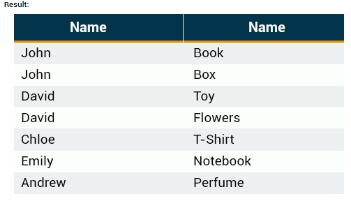 Result:
Name Name
John Book
John Box
David Toy
David Flowers
Chloe T-Shirt
Emily Notebook
Andrew Perfume